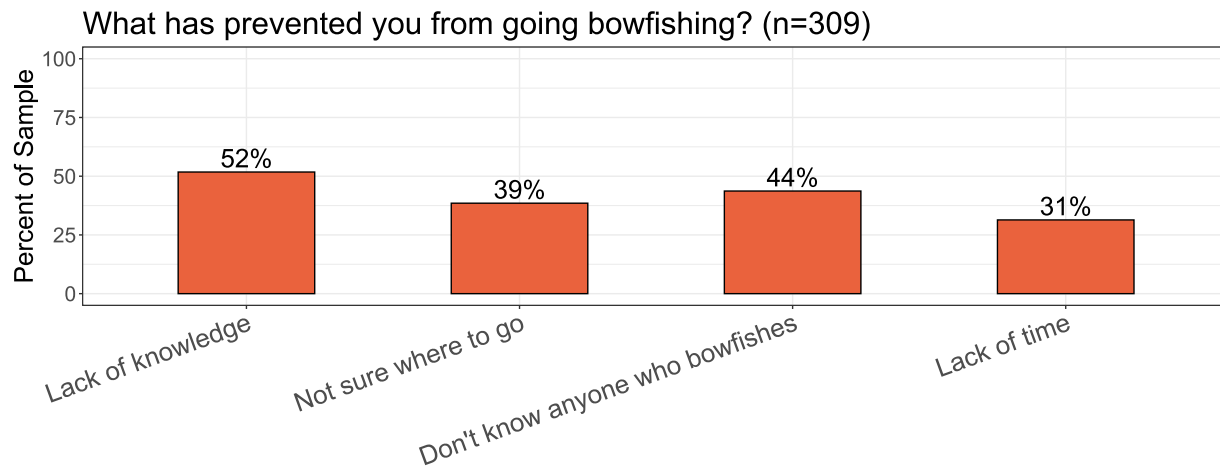 What has prevented you from going bowfishing? (n=309)
Percent of Sample
100
75
50
25
0
52%
39%
44%
31%
Lack of knowledge
Not sure where to go
Don't know anyone who bowfishes
Lack of time